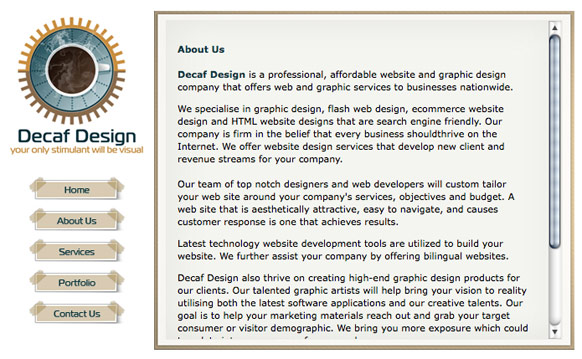 Decaf Design
your only stimulant will be visual
Home
About Us
Services
Portfolio
Contact Us
About Us
Decaf Design is a professional, affordable website and graphic design
company that offers web and graphic services to businesses nationwide.
We specialise in graphic design, flash web design, ecommerce website
design and HTML website designs that are search engine friendly. Our
company is firm in the belief that every business shouldthrive on the
Internet. We offer website design services that develop new client and
revenue streams for your company.
Our team of top notch designers and web developers will custom tailor
your web site around your company's services, objectives and budget. A
web site that is aesthetically attractive, easy to navigate, and causes
customer response is one that achieves results.
Latest technology website development tools are utilized to build your
website. We further assist your company by offering bilingual websites.
Decaf Design also thrive on creating high-end graphic design products for
our clients. Our talented graphic artists will help bring your vision to reality
utilising both the latest software applications and our creative talents. Our
goal is to help your marketing materials reach out and grab your target
consumer or visitor demographic. We bring you more exposure which could